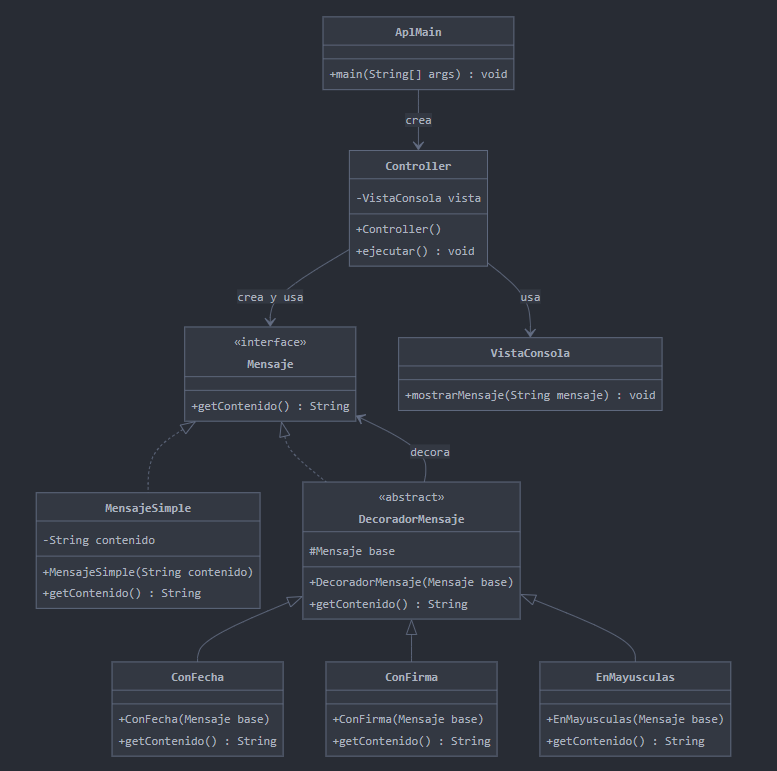 AplMain
+main(String[] args) : void
crea
Controller
-VistaConsola vista
+Controller()
+ejecutar() : void
crea y usa
usa
«interface»
Mensaje
+getContenido() : String
VistaConsola
+mostrarMensaje(String mensaje) : void
decora
MensajeSimple
-String contenido
+MensajeSimple(String contenido)
+getContenido() : String
«abstract»
DecoradorMensaje
#Mensaje base
+DecoradorMensaje(Mensaje base)
+getContenido() : String
ConFecha
+ConFecha(Mensaje base)
+getContenido() : String
ConFirma
+ConFirma(Mensaje base)
+getContenido() : String
EnMayusculas
+EnMayusculas(Mensaje base)
+getContenido() : String